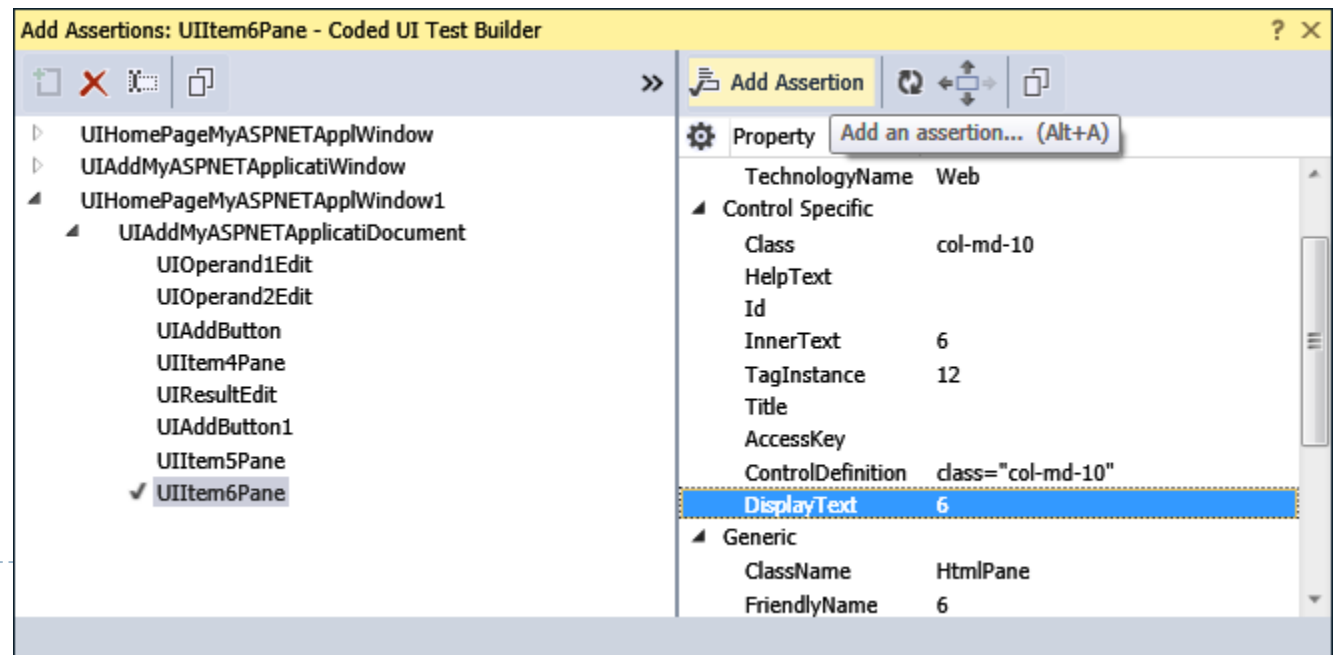 Add Assertions: UIItem6Pane - Coded UI Test Builder ? ×
» Add Assertion
Property Add an assertion... (Alt+A)
UIHomePageMyASPNETApplWindow
UIAddMyASPNETApplicatiWindow
UIHomePageMyASPNETApplWindow1
UIAddMyASPNETApplicatiDocument
UIOperand1Edit
UIOperand2Edit
UIAddButton
UIItem4Pane
UIResultEdit
UIAddButton1
UIItem5Pane
UIItem6Pane
TechnologyName Web
Control Specific
Class col-md-10
HelpText
Id
InnerText 6
TagInstance 12
Title
AccessKey
ControlDefinition class="col-md-10"
DisplayText 6
Generic
ClassName HtmlPane
FriendlyName 6